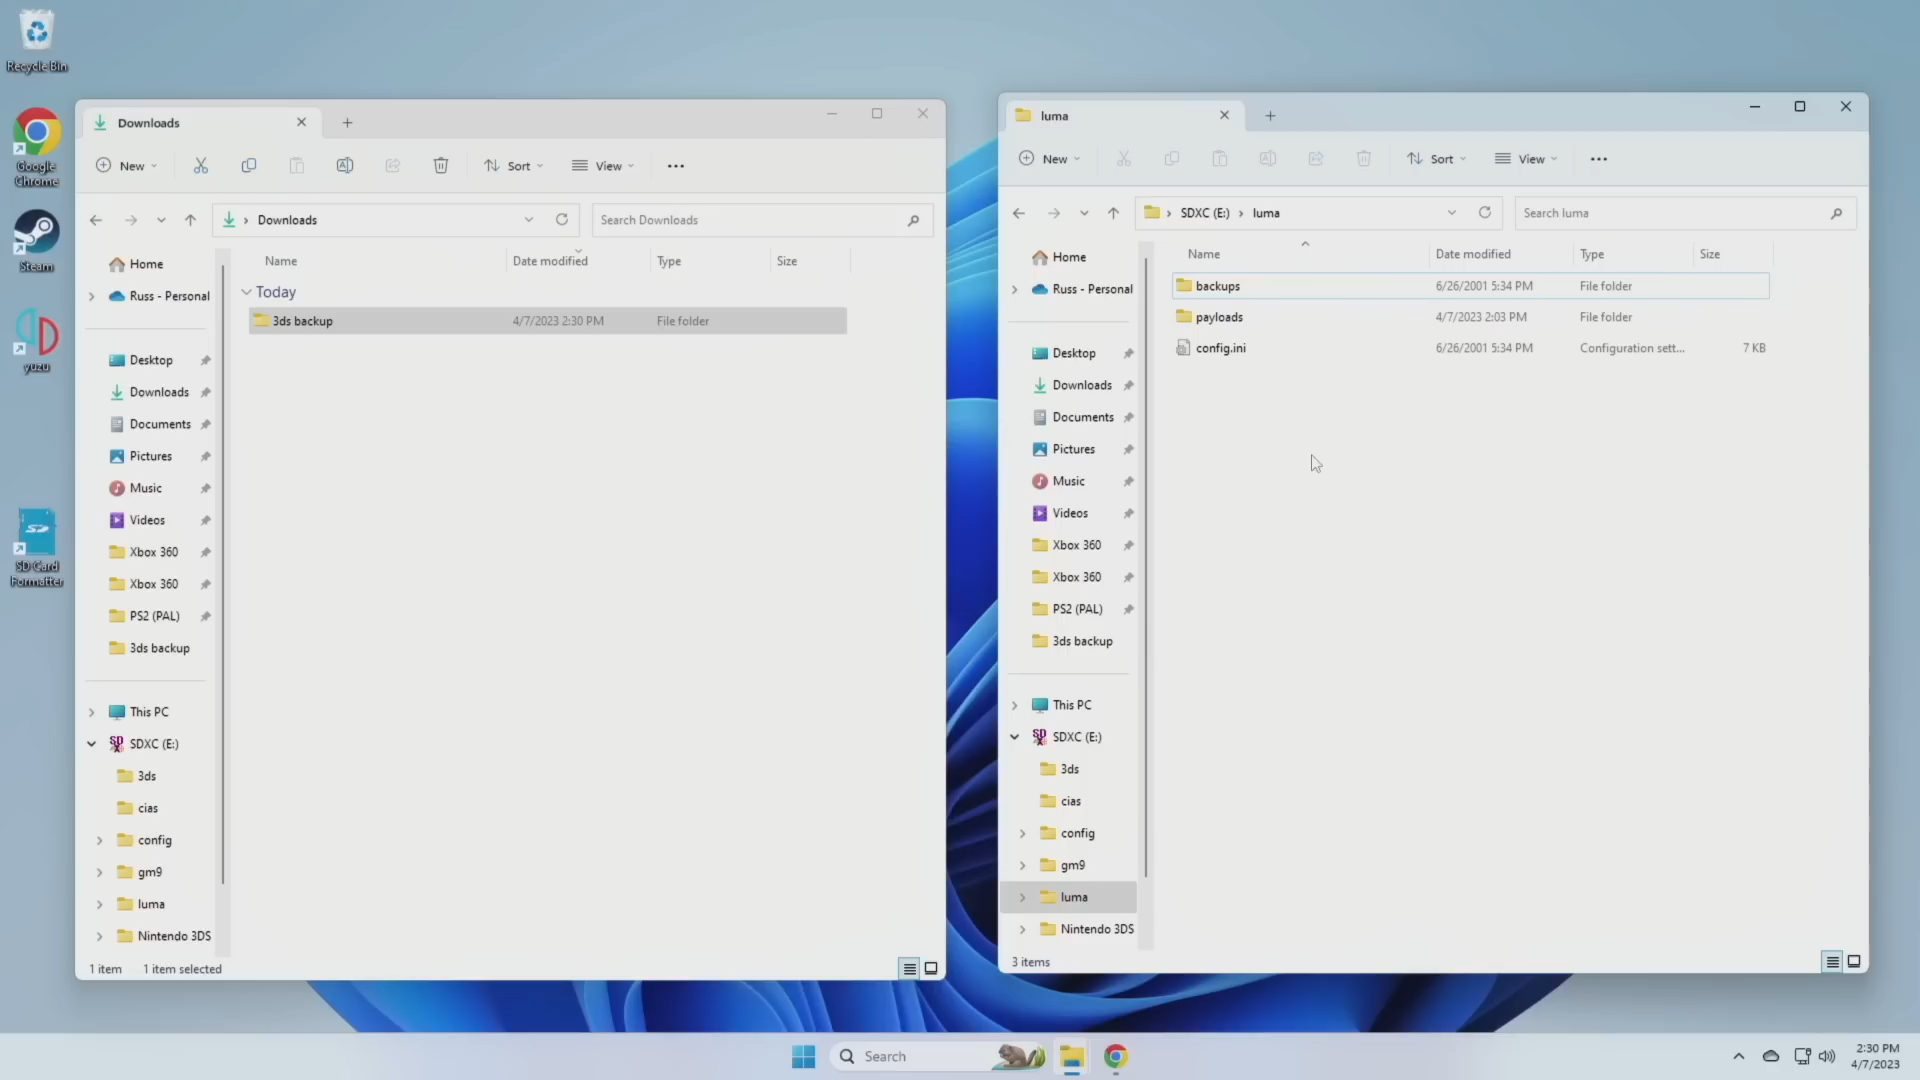 Recycle Bin
Google
Chrome
Steam
yuzu
SD Card
Formatter
Downloads
New
Sort
View
Downloads
Search Downloads
Home
Russ - Personal
Desktop
Downloads
Documents
Pictures
Music
Videos
Xbox 360
Xbox 360
PS2 (PAL)
3ds backup
This PC
SDXC (E:)
3ds
cias
config
gm9
luma
Nintendo 3DS
Name Date modified Type Size
Today
3ds backup 4/7/2023 2:30 PM File folder
1 item 1 item selected
luma
New
Sort
View
SDXC (E:) luma
Search luma
Home
Russ - Personal
Desktop
Downloads
Documents
Pictures
Music
Videos
Xbox 360
Xbox 360
PS2 (PAL)
3ds backup
This PC
SDXC (E:)
3ds
cias
config
gm9
luma
Nintendo 3DS
Name Date modified Type Size
backups 6/26/2001 5:34 PM File folder
payloads 4/7/2023 2:03 PM File folder
config.ini 6/26/2001 5:34 PM Configuration sett... 7 KB
3 items
Search
2:30 PM
4/7/2023